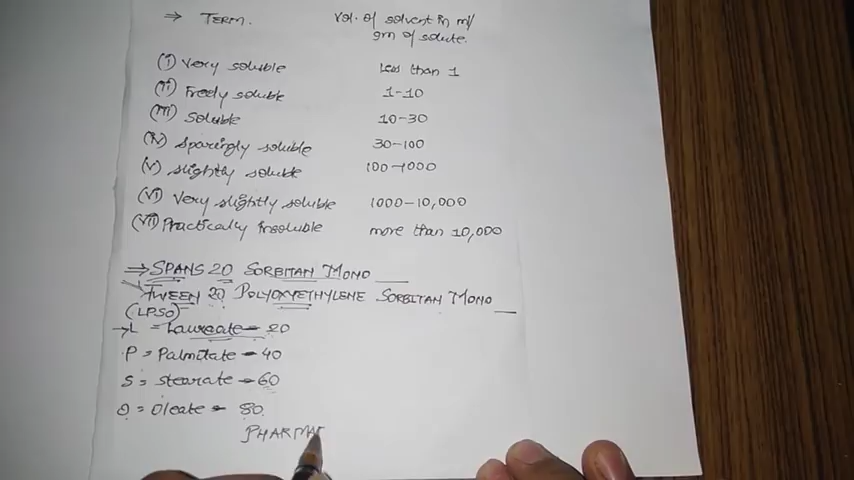 ⇒ TERM. Vol. of solvent in ml/
gm of solute.
(i) Very soluble Less than 1
(ii) Freely soluble 1-10
(iii) Soluble 10-30
(iv) Sparingly soluble 30-100
(v) Slightly soluble 100-1000
(vi) Very slightly soluble 1000-10,000
(vii) Practically insoluble more than 10,000
⇒ SPANS 20 SORBITAN MONO ___
TWEEN 20 POLYOXYETHYLENE SORBITAN MONO __
(LPSO)
→ L = Laureate - 20
P = Palmitate - 40
S = Stearate - 60
O = Oleate - 80.
PHARMA